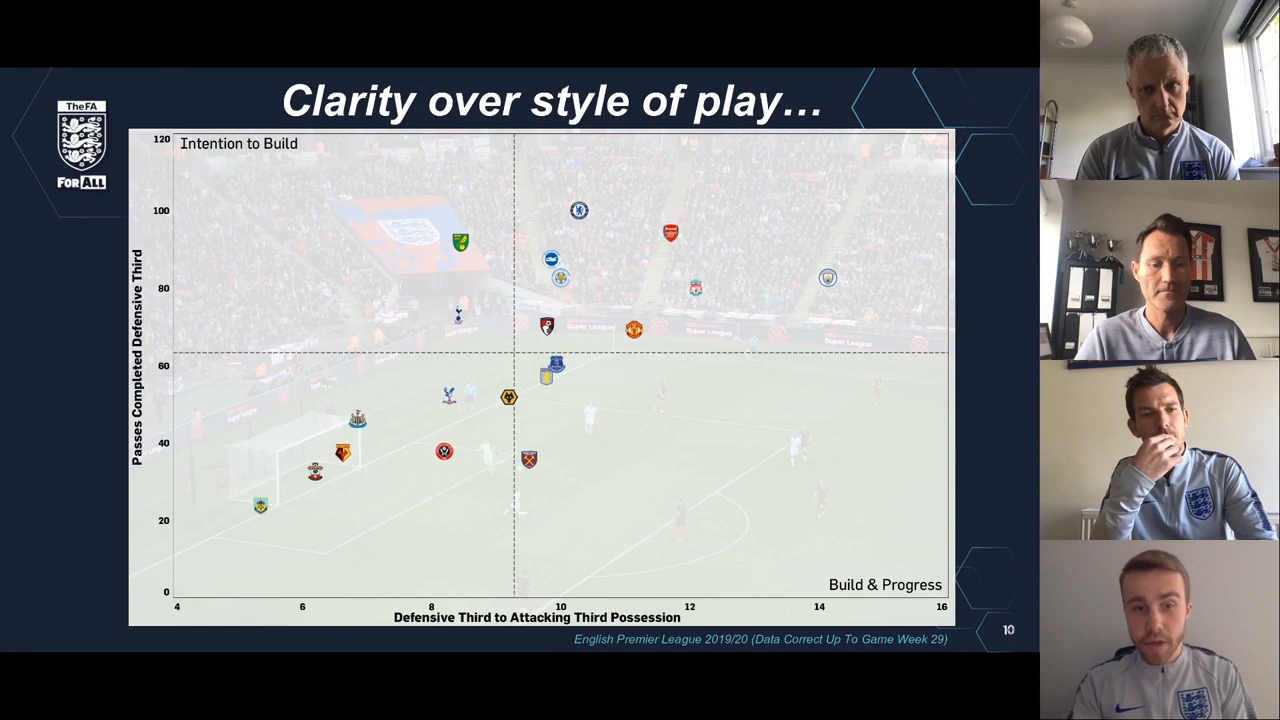 Clarity over style of play...
TheFA
FOR ALL
Intention to Build
120
100
80
60
40
20
0
Passes Completed Defensive Third
4
6
8
10
12
14
16
Defensive Third to Attacking Third Possession
Build & Progress
English Premier League 2019/20 (Data Correct Up To Game Week 29)
10